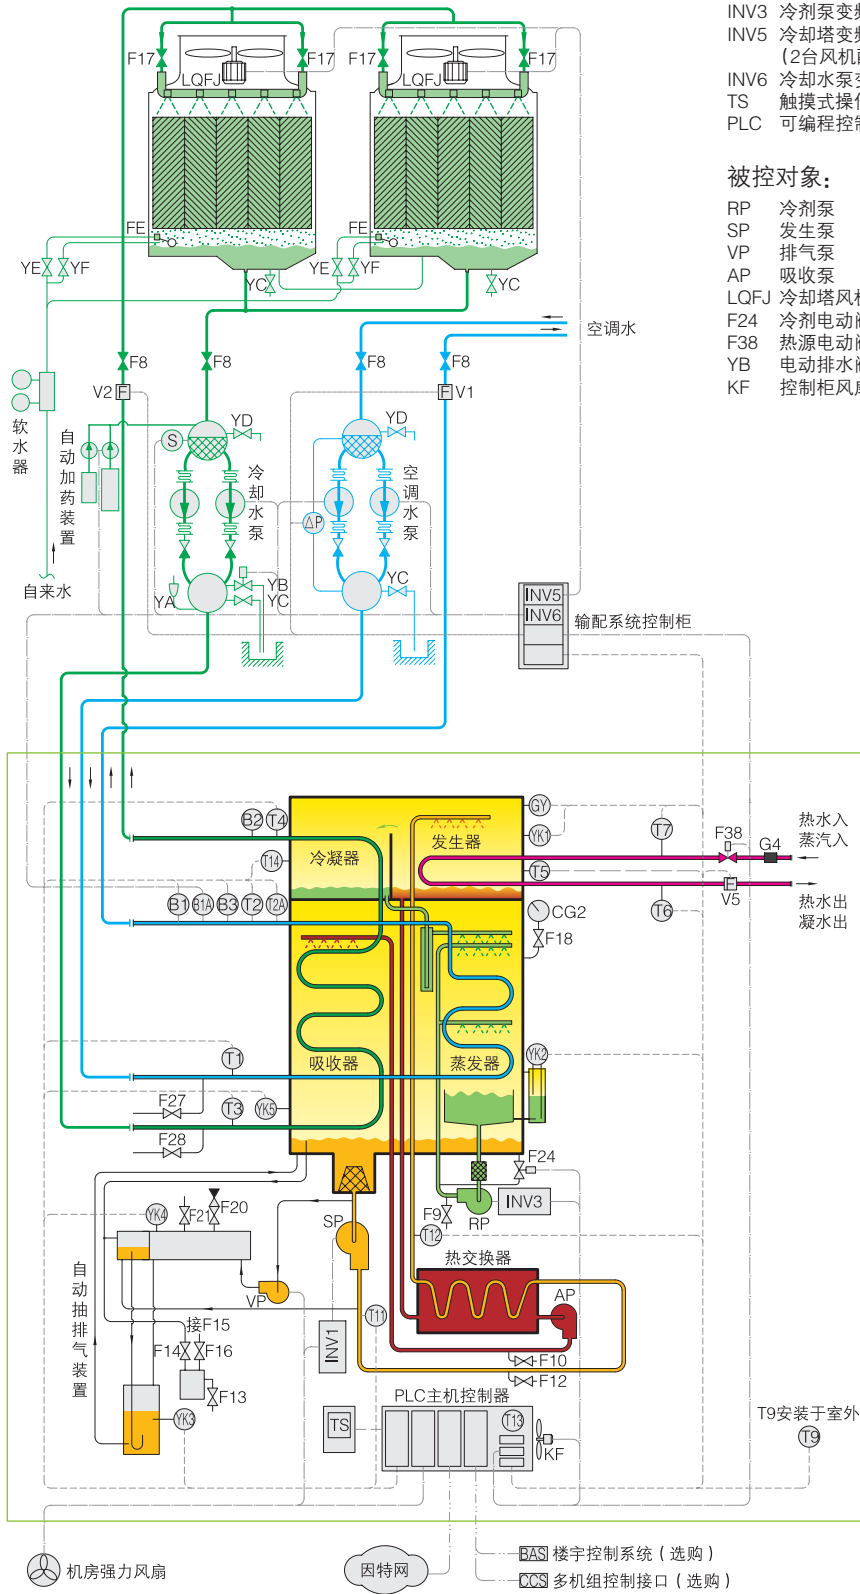 INV3 冷剂泵变频
INV5 冷却塔变频
(2台风机
INV6 冷却水泵变
TS 触摸式操作
PLC 可编程控制
被控对象:
RP 冷剂泵
SP 发生泵
VP 排气泵
AP 吸收泵
LQFJ 冷却塔风机
F24 冷剂电动阀
F38 热源电动阀
YB 电动排水阀
KF 控制柜风扇
F17
LQFJ
F17
F17
LQFJ
F17
FE
FE
YE
YF
YE
YF
YC
YC
空调水
F8
F8
F8
F8
V2
F
F
V1
软水器
自动加药装置
S
YD
YD
冷却水泵
空调水泵
ΔP
自来水
YA
YB
YC
YC
INV5
INV6
输配系统控制柜
B2
T4
冷凝器
发生器
GY
YK1
T14
T5
T7
F38
G4
热水入
蒸汽入
B1
B1A
B3
T2
T2A
T6
F
V5
热水出
凝水出
CG2
F18
T1
吸收器
蒸发器
YK2
F27
T3
YK5
F28
F24
F9
RP
INV3
YK4
F21
F20
SP
T12
热交换器
AP
自动抽排气装置
VP
T11
接F15
F14
F16
INV1
F10
F12
F13
YK3
PLC主机控制器
TS
T13
KF
T9安装于室外
T9
机房强力风扇
因特网
BAS 楼宇控制系统(选购)
CCS 多机组控制接口(选购)